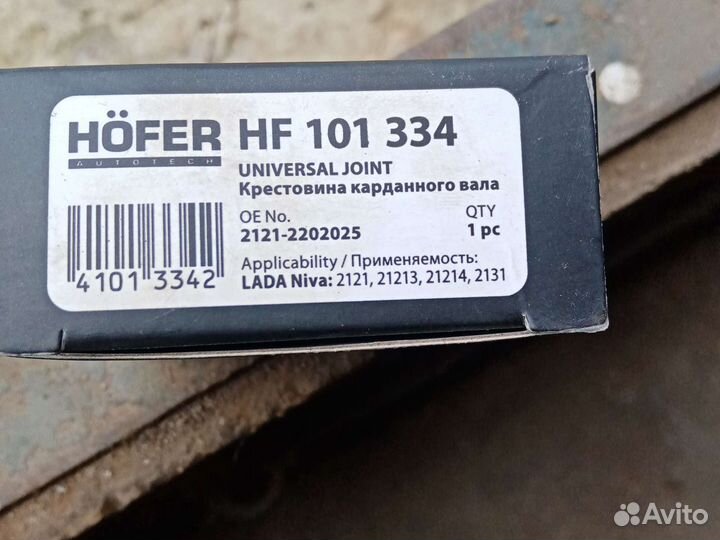 HÖFER HF 101 334
AUTOTECH
UNIVERSAL JOINT
Крестовина карданного вала
OE No. QTY
2121-2202025 1 pc
4101 3342
Applicability / Применяемость:
LADA Niva: 2121, 21213, 21214, 2131
Avito